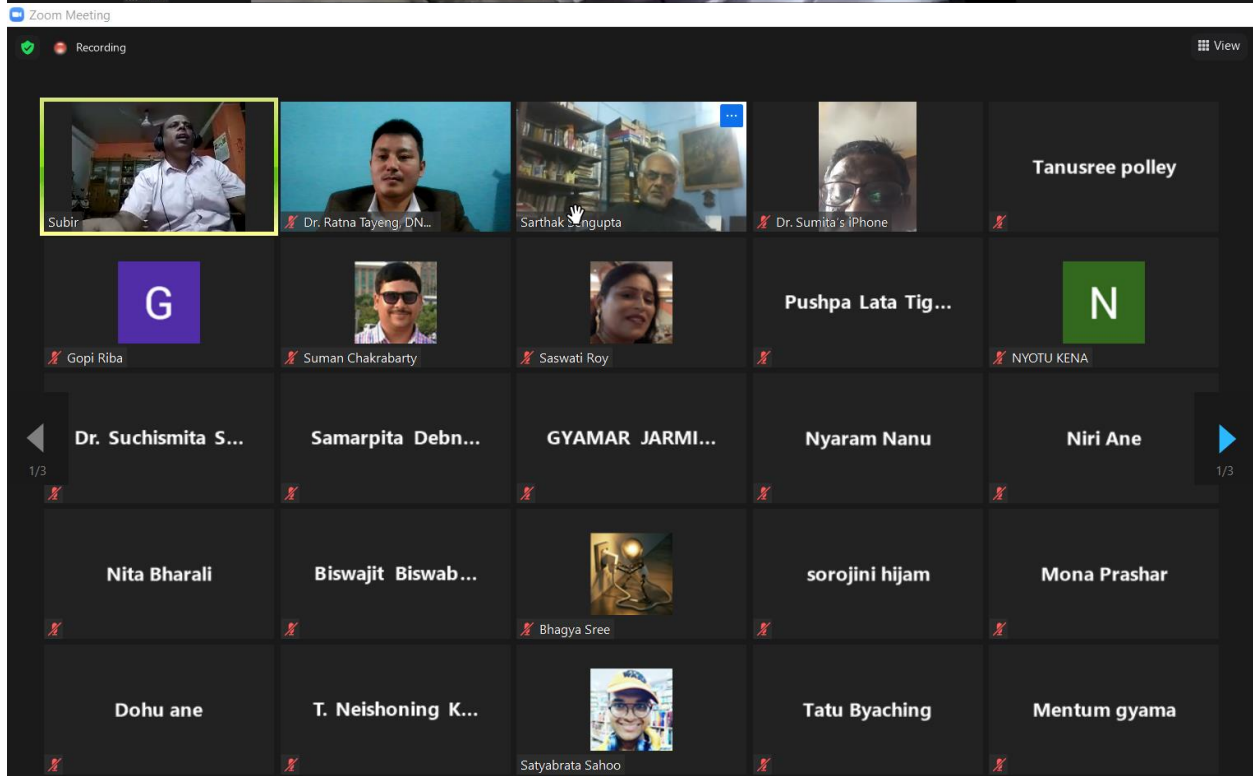 Zoom Meeting
Recording
View
...
Subir
Dr. Ratna Tayeng, DN...
Sarthak
Dr. Sumita's iPhone
Tanusree polley
G
Gopi Riba
Suman Chakrabarty
Saswati Roy
Pushpa Lata Tig...
N
NYOTU KENA
1/3
Dr. Suchismita S...
Samarpita Debn...
GYAMAR JARMI...
Nyaram Nanu
Niri Ane
1/3
Nita Bharali
Biswajit Biswab...
Bhagya Sree
sorojini hijam
Mona Prashar
Dohu ane
T. Neishoning K...
Satyabrata Sahoo
Tatu Byaching
Mentum gyama